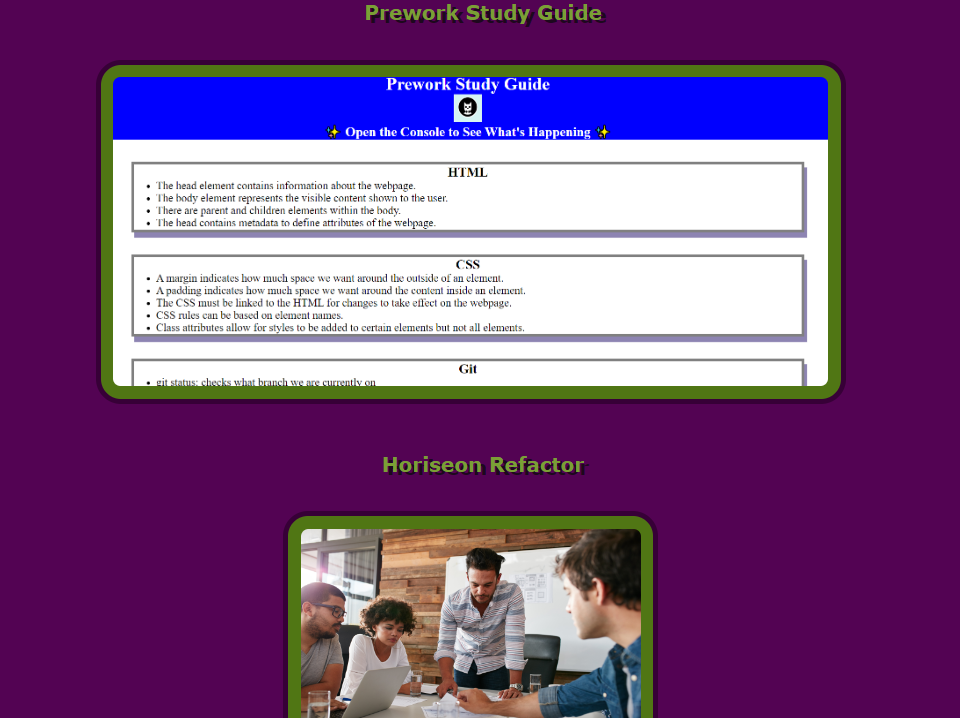 Prework Study Guide
Prework Study Guide
✨ Open the Console to See What's Happening ✨
HTML
• The head element contains information about the webpage.
• The body element represents the visible content shown to the user.
• There are parent and children elements within the body.
• The head contains metadata to define attributes of the webpage.
CSS
• A margin indicates how much space we want around the outside of an element.
• A padding indicates how much space we want around the content inside an element.
• The CSS must be linked to the HTML for changes to take effect on the webpage.
• CSS rules can be based on element names.
• Class attributes allow for styles to be added to certain elements but not all elements.
Git
• git status: checks what branch we are currently on
Horiseon Refactor